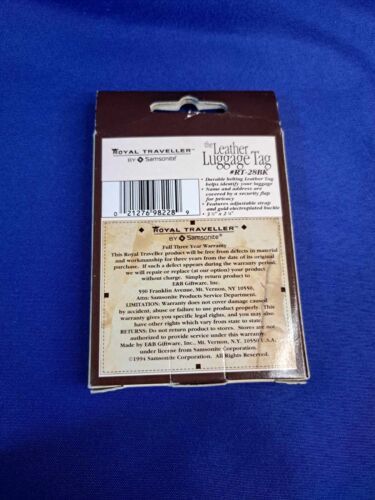 ROYAL TRAVELLER™
BY Samsonite®
0 21276 98228 9
the Leather
Luggage Tag
#RT-28BK
• Durable belting Leather Tag
helps identify your luggage
• Name and address are
covered by a security flap
for privacy
• Features adjustable strap
and gold-electroplated buckle
ROYAL TRAVELLER™
BY Samsonite®
Full Three Year Warranty
This Royal Traveller product will be free from defects in material
and workmanship for three years from the date of its original
purchase. If such a defect appears during the warranty period,
we will repair or replace (at our option) your product
without charge. Simply return product to
E&B Giftware, Inc.
590 Franklin Avenue, Mt. Vernon, NY 10550,
Attn: Samsonite Products Service Department.
LIMITATION: Warranty does not cover damage caused
by accident, abuse or failure to use product properly. This
warranty gives you specific legal rights, and you may also
have other rights which vary from state to state.
RETURNS: Do not return product to stores. Stores are not
authorized to provide service under this warranty.
Made by E&B Giftware, Inc., Mt. Vernon, N.Y. 10550 U.S.A.
under license from Samsonite Corporation.
©1994 Samsonite Corporation. All Rights Reserved.